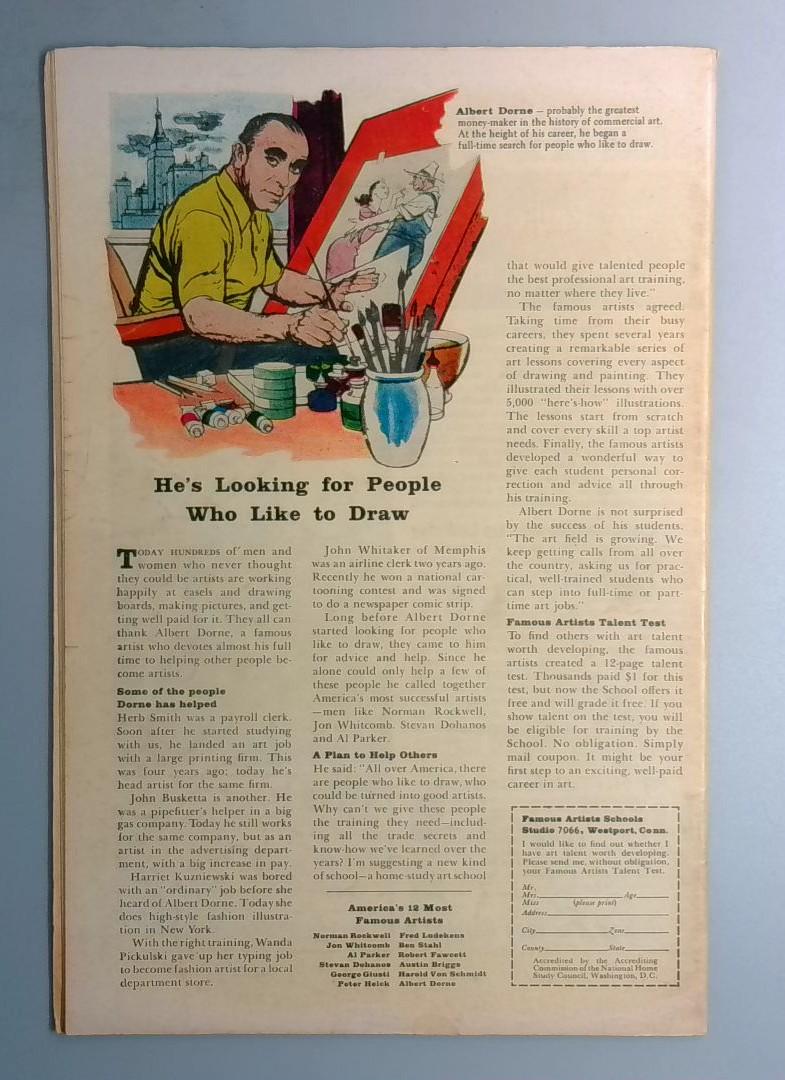 Albert Dorne — probably the greatest
money-maker in the history of commercial art.
At the height of his career, he began a
full-time search for people who like to draw.
He's Looking for People
Who Like to Draw
TODAY HUNDREDS of men and
women who never thought
they could be artists are working
happily at easels and drawing
boards, making pictures, and get-
ting well paid for it. They all can
thank Albert Dorne, a famous
artist who devotes almost his full
time to helping other people be-
come artists.
Some of the people
Dorne has helped
Herb Smith was a payroll clerk.
Soon after he started studying
with us, he landed an art job
with a large printing firm. This
was four years ago; today he's
head artist for the same firm.
John Busketta is another. He
was a pipefitter's helper in a big
gas company. Today he still works
for the same company, but as an
artist in the advertising depart-
ment, with a big increase in pay.
Harriet Kuzniewski was bored
with an "ordinary" job before she
heard of Albert Dorne. Today she
does high-style fashion illustra-
tion in New York.
With the right training, Wanda
Pickulski gave up her typing job
to become fashion artist for a local
department store.
John Whitaker of Memphis
was an airline clerk two years ago.
Recently he won a national car-
tooning contest and was signed
to do a newspaper comic strip.
Long before Albert Dorne
started looking for people who
like to draw, they came to him
for advice and help. Since he
alone could only help a few of
these people he called together
America's most successful artists
—men like Norman Rockwell,
Jon Whitcomb, Stevan Dohanos
and Al Parker.
A Plan to Help Others
He said: "All over America, there
are people who like to draw, who
could be turned into good artists.
Why can't we give these people
the training they need—includ-
ing all the trade secrets and
know-how we've learned over the
years? I'm suggesting a new kind
of school—a home-study art school
America's 12 Most
Famous Artists
Norman Rockwell Fred Ludekens
Jon Whitcomb Ben Stahl
Al Parker Robert Fawcett
Stevan Dohanos Austin Briggs
George Giusti Harold Von Schmidt
Peter Helck Albert Dorne
that would give talented people
the best professional art training,
no matter where they live."
The famous artists agreed.
Taking time from their busy
careers, they spent several years
creating a remarkable series of
art lessons covering every aspect
of drawing and painting. They
illustrated their lessons with over
5,000 "here's-how" illustrations.
The lessons start from scratch
and cover every skill a top artist
needs. Finally, the famous artists
developed a wonderful way to
give each student personal cor-
rection and advice all through
his training.
Albert Dorne is not surprised
by the success of his students.
"The art field is growing. We
keep getting calls from all over
the country, asking us for prac-
tical, well-trained students who
can step into full-time or part-
time art jobs."
Famous Artists Talent Test
To find others with art talent
worth developing, the famous
artists created a 12-page talent
test. Thousands paid $1 for this
test, but now the School offers it
free and will grade it free. If you
show talent on the test, you will
be eligible for training by the
School. No obligation. Simply
mail coupon. It might be your
first step to an exciting, well-paid
career in art.
Famous Artists Schools
Studio 7066, Westport, Conn.
I would like to find out whether I
have art talent worth developing.
Please send me, without obligation,
your Famous Artists Talent Test.
Mr.
Mrs. Age
Miss (please print)
Address
City Zone
County State
Accredited by the Accrediting
Commission of the National Home
Study Council, Washington, D.C.